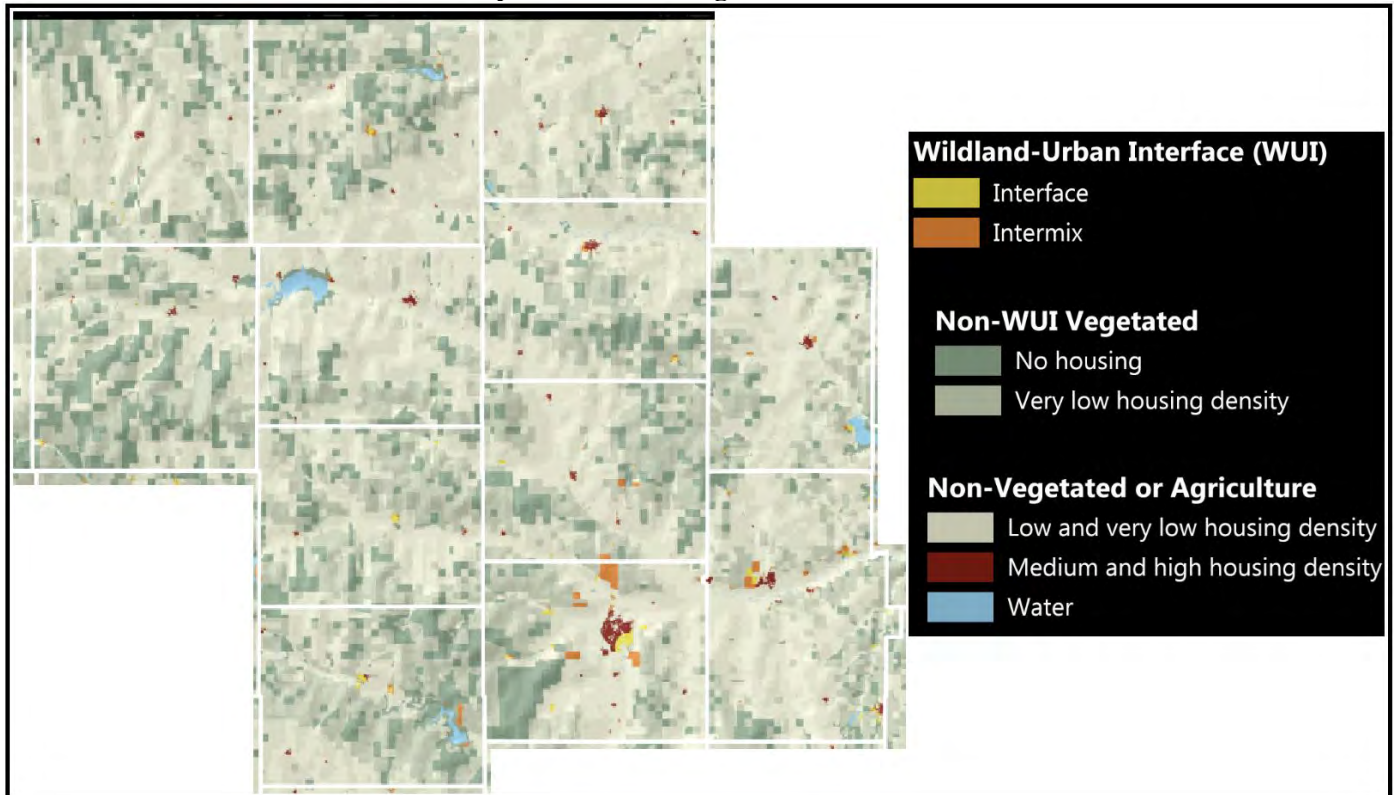 Wildland-Urban Interface (WUI)
Interface
Intermix
Non-WUI Vegetated
No housing
Very low housing density
Non-Vegetated or Agriculture
Low and very low housing density
Medium and high housing density
Water